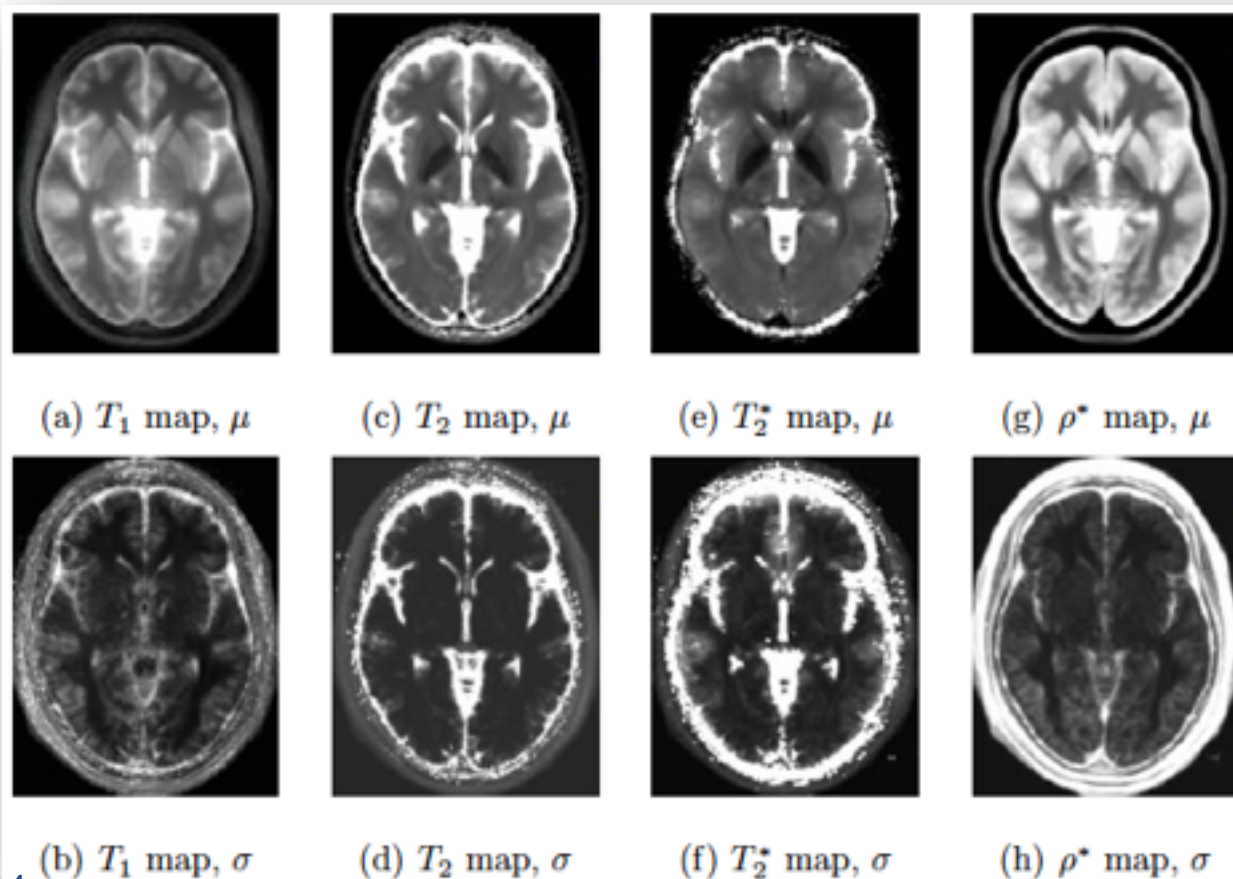 (a) T₁ map, μ (c) T₂ map, μ (e) T₂* map, μ (g) ρ* map, μ
(b) T₁ map, σ (d) T₂ map, σ (f) T₂* map, σ (h) ρ* map, σ